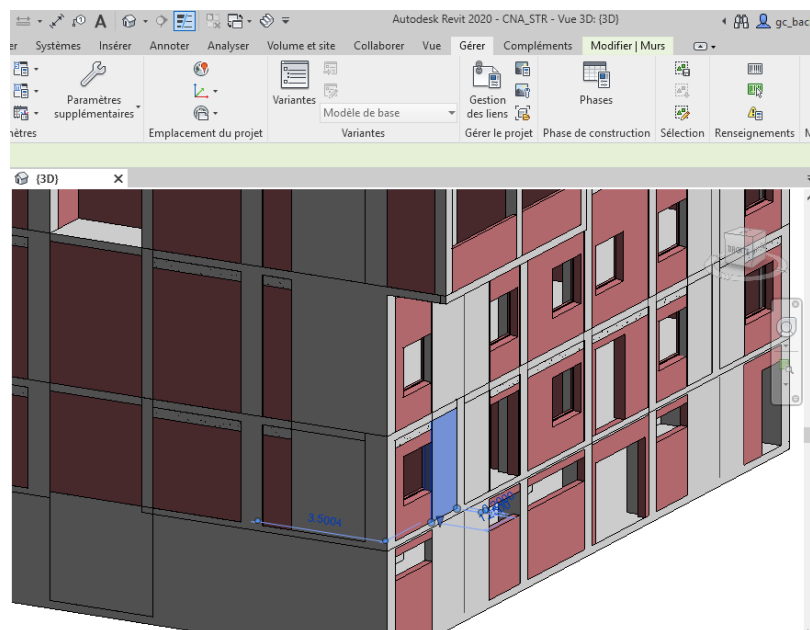 Autodesk Revit 2020 - CNA_STR - Vue 3D: {3D}
gc_bac
er Systèmes Insérer Annoter Analyser Volume et site Collaborer Vue Gérer Compléments Modifier | Murs
Paramètres
supplémentaires
Variantes
Modèle de base
Gestion
des liens
Phases
nètres Emplacement du projet Variantes Gérer le projet Phase de construction Sélection Renseignements M
{3D}
DROITE
3.5004